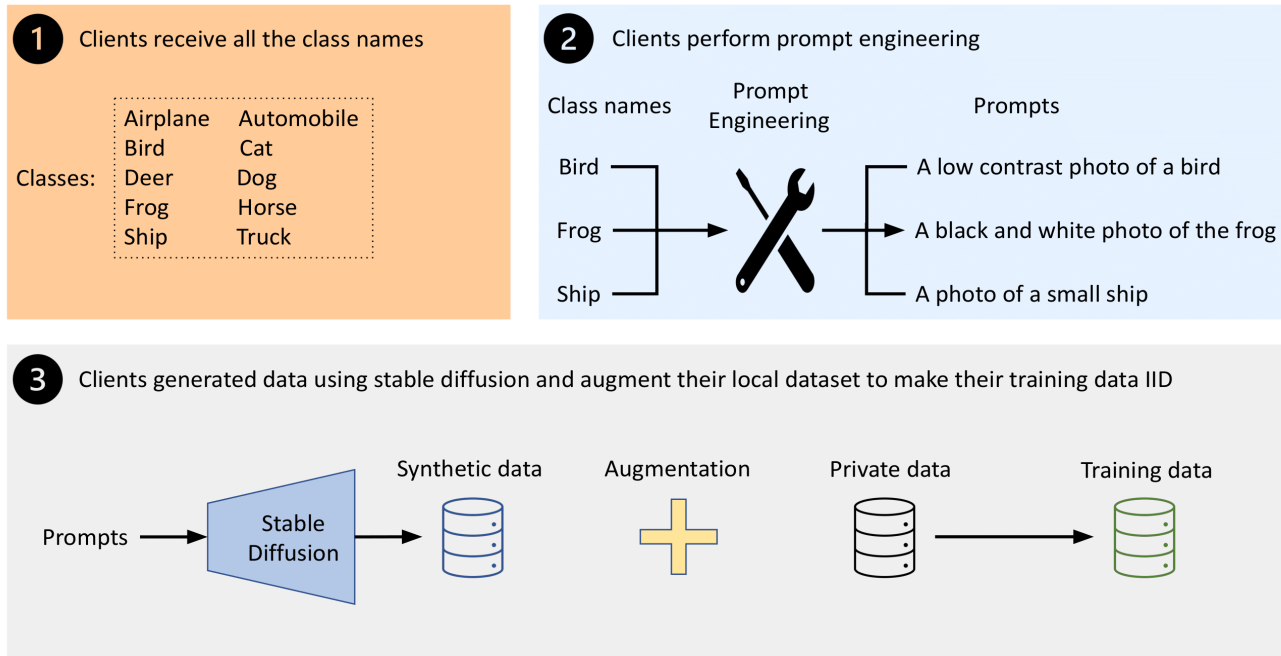 1 Clients receive all the class names
Classes:
Airplane Automobile
Bird Cat
Deer Dog
Frog Horse
Ship Truck
2 Clients perform prompt engineering
Class names
Prompt
Engineering
Prompts
Bird
A low contrast photo of a bird
Frog
A black and white photo of the frog
Ship
A photo of a small ship
3 Clients generated data using stable diffusion and augment their local dataset to make their training data IID
Synthetic data
Augmentation
Private data
Training data
Prompts
Stable
Diffusion